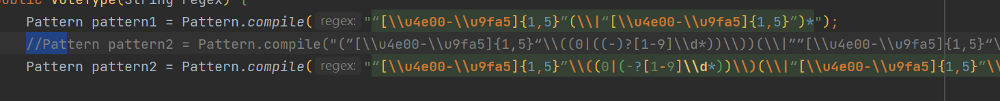 public VoteType(String regex) {
Pattern pattern1 = Pattern.compile( regex: "“[\\u4e00-\\u9fa5]{1,5}”(\\|“[\\u4e00-\\u9fa5]{1,5}”)*");
//Pattern pattern2 = Pattern.compile("(”[\\u4e00-\\u9fa5]{1,5}“\\((0|((-)?[1-9]\\d*))\\))(\\|””[\\u4e00-\\u9fa5]{1,5}“\
Pattern pattern2 = Pattern.compile( regex: "“[\\u4e00-\\u9fa5]{1,5}”\\((0|(-?[1-9]\\d*))\\)(\\|“[\\u4e00-\\u9fa5]{1,5}”\\